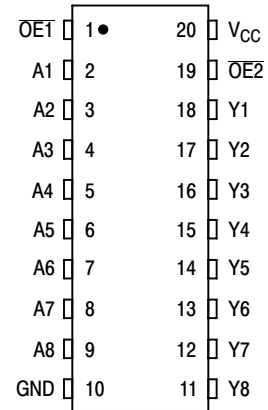 O̅E̅1̅ 1 20 VCC
A1 2 19 O̅E̅2̅
A2 3 18 Y1
A3 4 17 Y2
A4 5 16 Y3
A5 6 15 Y4
A6 7 14 Y5
A7 8 13 Y6
A8 9 12 Y7
GND 10 11 Y8